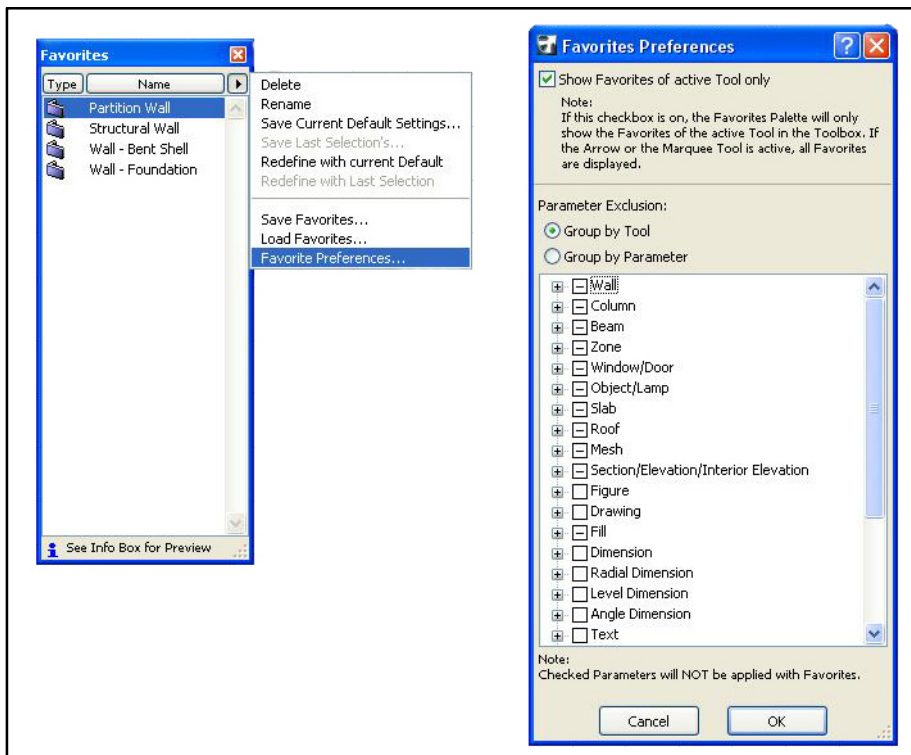 Favorites
Type Name
Partition Wall
Structural Wall
Wall - Bent Shell
Wall - Foundation
See Info Box for Preview
Delete
Rename
Save Current Default Settings...
Save Last Selection's...
Redefine with current Default
Redefine with Last Selection
Save Favorites...
Load Favorites...
Favorite Preferences...
Favorites Preferences
Show Favorites of active Tool only
Note:
If this checkbox is on, the Favorites Palette will only
show the Favorites of the active Tool in the Toolbox. If
the Arrow or the Marquee Tool is active, all Favorites
are displayed.
Parameter Exclusion:
Group by Tool
Group by Parameter
Wall
Column
Beam
Zone
Window/Door
Object/Lamp
Slab
Roof
Mesh
Section/Elevation/Interior Elevation
Figure
Drawing
Fill
Dimension
Radial Dimension
Level Dimension
Angle Dimension
Text
Note:
Checked Parameters will NOT be applied with Favorites.
Cancel OK